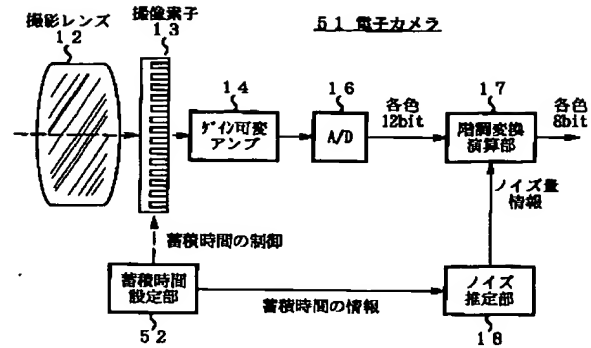 撮影レンズ
12
撮像素子
13
51 電子カメラ
14
ゲイン可変
アンプ
16
A/D
各色
12bit
17
階調変換
演算部
各色
8bit
ノイズ量
情報
蓄積時間の制御
蓄積時間
設定部
52
蓄積時間の情報
ノイズ
推定部
18